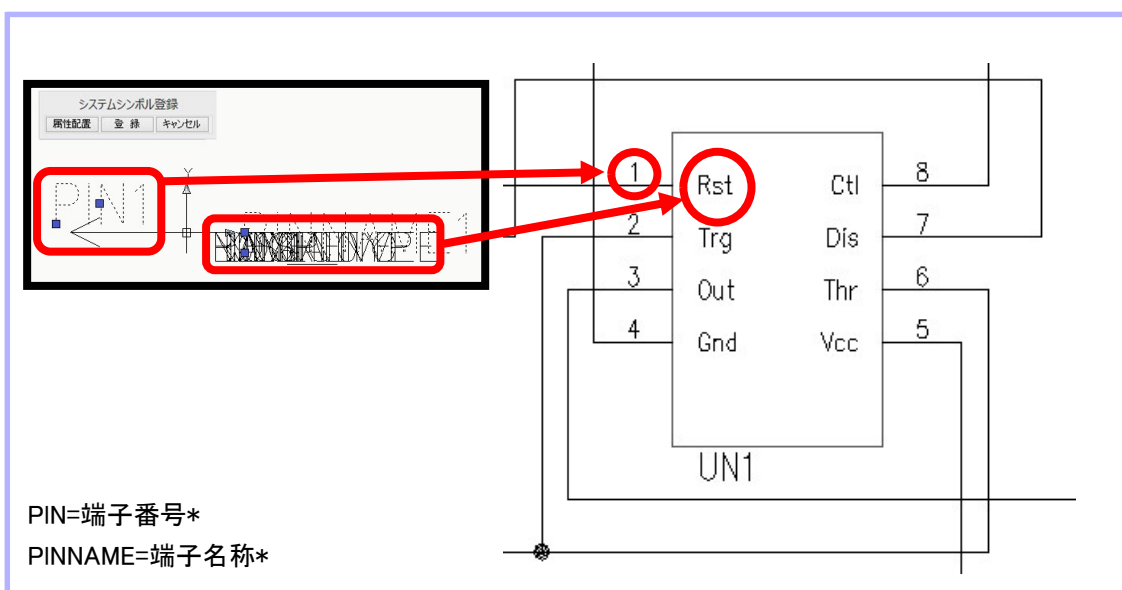 システムシンボル登録
属性配置 登 録 キャンセル
Y
PIN1
PINNAME1
1 Rst Ctl 8
2 Trg Dis 7
3 Out Thr 6
4 Gnd Vcc 5
UN1
PIN=端子番号*
PINNAME=端子名称*